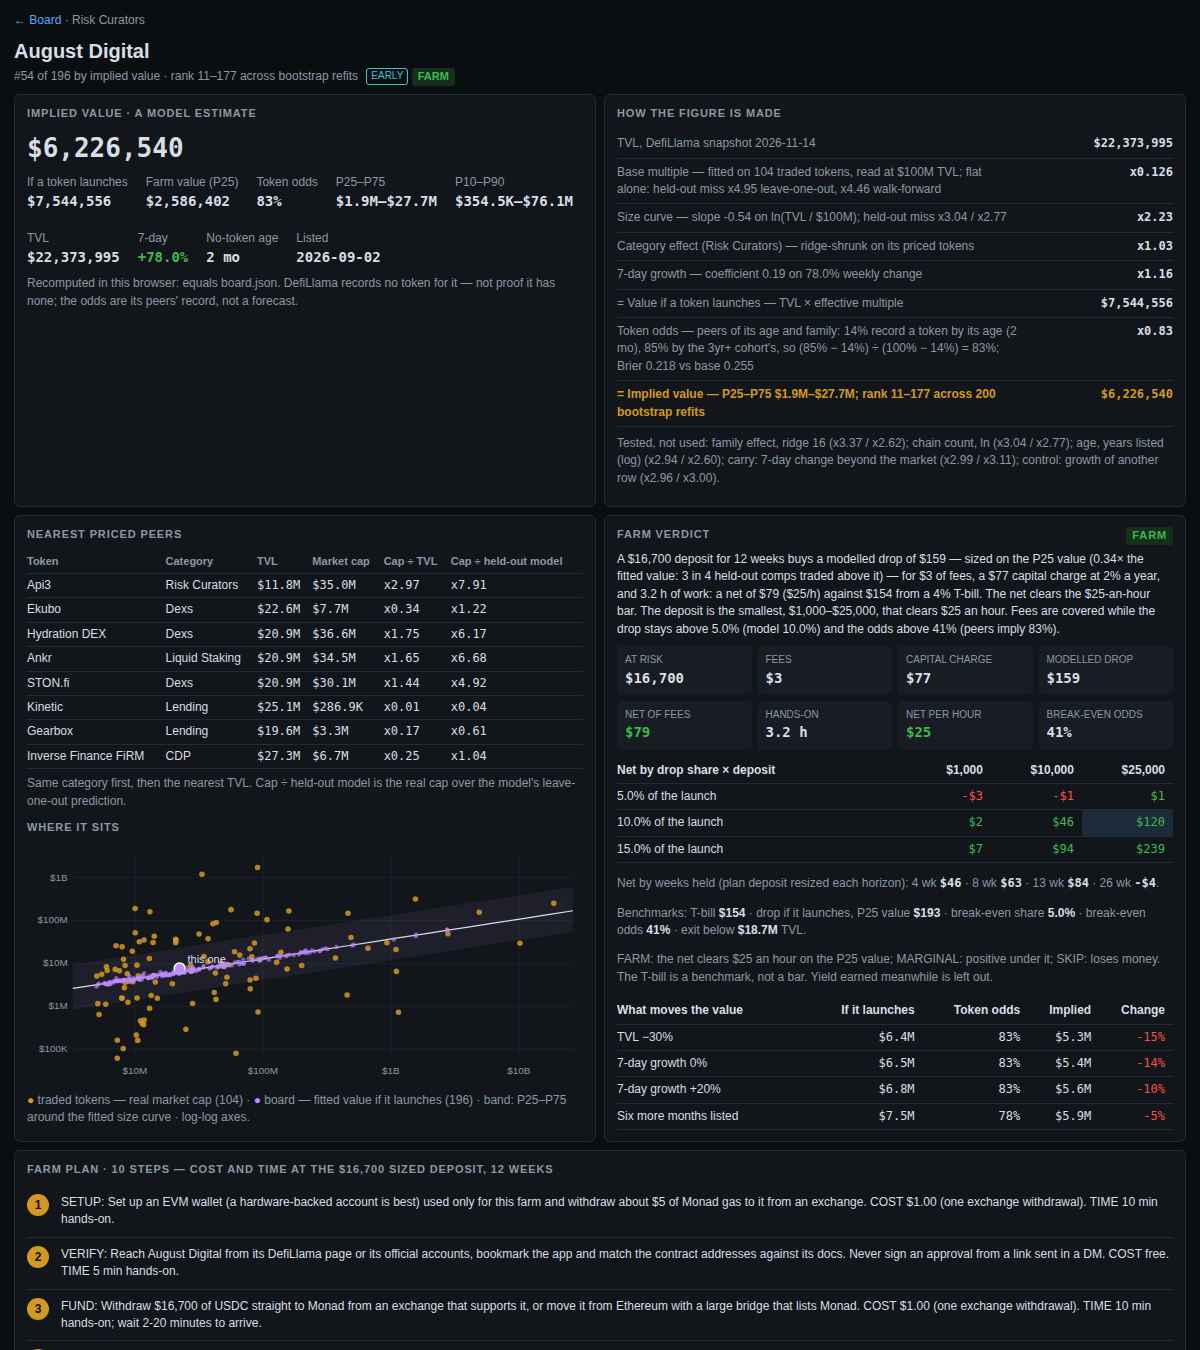 ← Board · Risk Curators
August Digital
#54 of 196 by implied value · rank 11–177 across bootstrap refits EARLY FARM
IMPLIED VALUE · A MODEL ESTIMATE
$6,226,540
If a token launches Farm value (P25) Token odds P25–P75 P10–P90
$7,544,556 $2,586,402 83% $1.9M–$27.7M $354.5K–$76.1M
TVL 7-day No-token age Listed
$22,373,995 +78.0% 2 mo 2026-09-02
Recomputed in this browser: equals board.json. DefiLlama records no token for it — not proof it has
none; the odds are its peers' record, not a forecast.
HOW THE FIGURE IS MADE
TVL, DefiLlama snapshot 2026-11-14 $22,373,995
Base multiple – fitted on 104 traded tokens, read at $100M TVL; flat x0.126
alone: held-out miss x4.95 leave-one-out, x4.46 walk-forward
Size curve — slope -0.54 on ln(TVL / $100M); held-out miss x3.04 / x2.77 x2.23
Category effect (Risk Curators) — ridge-shrunk on its priced tokens x1.03
7-day growth — coefficient 0.19 on 78.0% weekly change x1.16
= Value if a token launches — TVL × effective multiple $7,544,556
Token odds — peers of its age and family: 14% record a token by its age (2 x0.83
mo), 85% by the 3yr+ cohort's, so (85% − 14%) ÷ (100% − 14%) = 83%;
Brier 0.218 vs base 0.255
= Implied value — P25–P75 $1.9M–$27.7M; rank 11–177 across 200 $6,226,540
bootstrap refits
Tested, not used: family effect, ridge 16 (x3.37 / x2.62); chain count, ln (x3.04 / x2.77); age, years listed
(log) (x2.94 / x2.60); carry: 7-day change beyond the market (x2.99 / x3.11); control: growth of another
row (x2.96 / x3.00).
NEAREST PRICED PEERS
Token Category TVL Market cap Cap ÷ TVL Cap ÷ held-out model
Api3 Risk Curators $11.8M $35.0M x2.97 x7.91
Ekubo Dexs $22.6M $7.7M x0.34 x1.22
Hydration DEX Dexs $20.9M $36.6M x1.75 x6.17
Ankr Liquid Staking $20.9M $34.5M x1.65 x6.68
STON.fi Dexs $20.9M $30.1M x1.44 x4.92
Kinetic Lending $25.1M $286.9K x0.01 x0.04
Gearbox Lending $19.6M $3.3M x0.17 x0.61
Inverse Finance FiRM CDP $27.3M $6.7M x0.25 x1.04
Same category first, then the nearest TVL. Cap ÷ held-out model is the real cap over the model's leave-
one-out prediction.
WHERE IT SITS
$1B
$100M
$10M
$1M
$100K
this one
$10M $100M $1B $10B
● traded tokens — real market cap (104) · ● board — fitted value if it launches (196) · band: P25–P75
around the fitted size curve · log-log axes.
FARM VERDICT FARM
A $16,700 deposit for 12 weeks buys a modelled drop of $159 — sized on the P25 value (0.34× the
fitted value: 3 in 4 held-out comps traded above it) — for $3 of fees, a $77 capital charge at 2% a year,
and 3.2 h of work: a net of $79 ($25/h) against $154 from a 4% T-bill. The net clears the $25-an-hour
bar. The deposit is the smallest, $1,000–$25,000, that clears $25 an hour. Fees are covered while the
drop stays above 5.0% (model 10.0%) and the odds above 41% (peers imply 83%).
AT RISK FEES CAPITAL CHARGE MODELLED DROP
$16,700 $3 $77 $159
NET OF FEES HANDS-ON NET PER HOUR BREAK-EVEN ODDS
$79 3.2 h $25 41%
Net by drop share × deposit $1,000 $10,000 $25,000
5.0% of the launch -$3 -$1 $1
10.0% of the launch $2 $46 $120
15.0% of the launch $7 $94 $239
Net by weeks held (plan deposit resized each horizon): 4 wk $46 · 8 wk $63 · 13 wk $84 · 26 wk -$4.
Benchmarks: T-bill $154 · drop if it launches, P25 value $193 · break-even share 5.0% · break-even
odds 41% · exit below $18.7M TVL.
FARM: the net clears $25 an hour on the P25 value; MARGINAL: positive under it; SKIP: loses money.
The T-bill is a benchmark, not a bar. Yield earned meanwhile is left out.
What moves the value If it launches Token odds Implied Change
TVL −30% $6.4M 83% $5.3M -15%
7-day growth 0% $6.5M 83% $5.4M -14%
7-day growth +20% $6.8M 83% $5.6M -10%
Six more months listed $7.5M 78% $5.9M -5%
FARM PLAN · 10 STEPS — COST AND TIME AT THE $16,700 SIZED DEPOSIT, 12 WEEKS
1 SETUP: Set up an EVM wallet (a hardware-backed account is best) used only for this farm and withdraw about $5 of Monad gas to it from an exchange. COST $1.00 (one exchange withdrawal). TIME 10 min
hands-on.
2 VERIFY: Reach August Digital from its DefiLlama page or its official accounts, bookmark the app and match the contract addresses against its docs. Never sign an approval from a link sent in a DM. COST free.
TIME 5 min hands-on.
3 FUND: Withdraw $16,700 of USDC straight to Monad from an exchange that supports it, or move it from Ethereum with a large bridge that lists Monad. COST $1.00 (one exchange withdrawal). TIME 10 min
hands-on; wait 2-20 minutes to arrive.